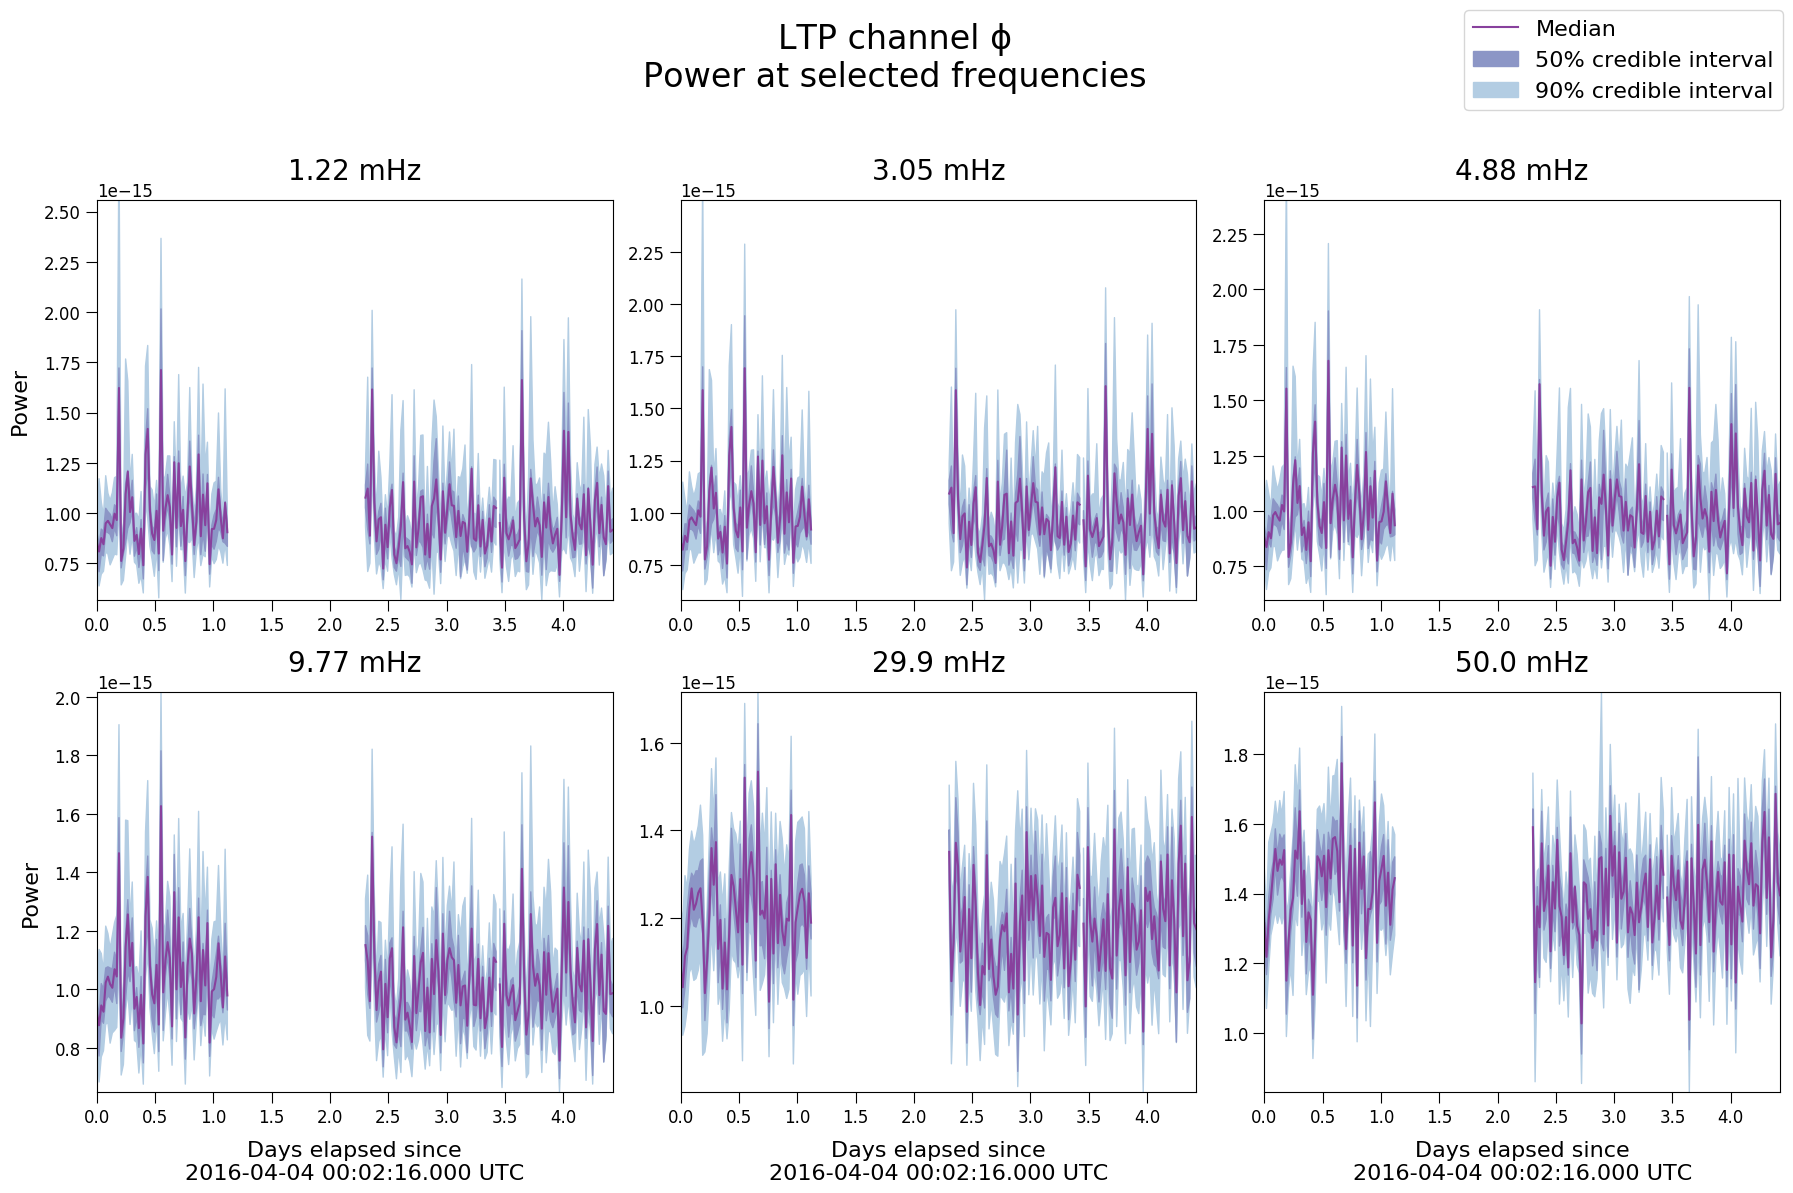 LTP channel ϕ
Power at selected frequencies
Median
50% credible interval
90% credible interval
1.22 mHz
3.05 mHz
4.88 mHz
1e−15
1e−15
1e−15
2.50
2.25
2.00
1.75
1.50
1.25
1.00
0.75
Power
0.0 0.5 1.0 1.5 2.0 2.5 3.0 3.5 4.0
2.25
2.00
1.75
1.50
1.25
1.00
0.75
0.0 0.5 1.0 1.5 2.0 2.5 3.0 3.5 4.0
2.25
2.00
1.75
1.50
1.25
1.00
0.75
0.0 0.5 1.0 1.5 2.0 2.5 3.0 3.5 4.0
9.77 mHz
29.9 mHz
50.0 mHz
1e−15
1e−15
1e−15
2.0
1.8
1.6
1.4
1.2
1.0
0.8
Power
0.0 0.5 1.0 1.5 2.0 2.5 3.0 3.5 4.0
Days elapsed since
2016-04-04 00:02:16.000 UTC
1.6
1.4
1.2
1.0
0.0 0.5 1.0 1.5 2.0 2.5 3.0 3.5 4.0
Days elapsed since
2016-04-04 00:02:16.000 UTC
1.8
1.6
1.4
1.2
1.0
0.0 0.5 1.0 1.5 2.0 2.5 3.0 3.5 4.0
Days elapsed since
2016-04-04 00:02:16.000 UTC